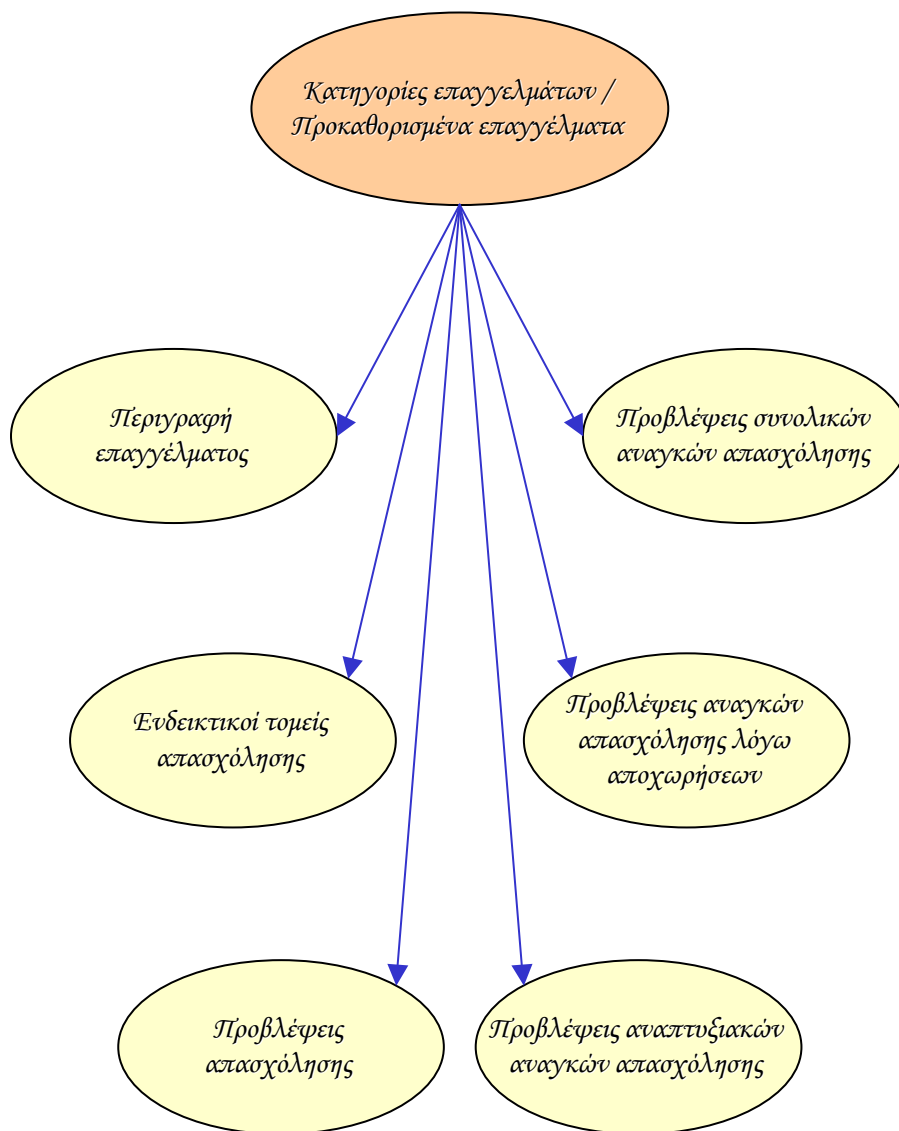 Κατηγορίες επαγγελμάτων /
Προκαθορισμένα επαγγέλματα
Περιγραφή
επαγγέλματος
Προβλέψεις συνολικών
αναγκών απασχόλησης
Ενδεικτικοί τομείς
απασχόλησης
Προβλέψεις αναγκών
απασχόλησης λόγω
αποχωρήσεων
Προβλέψεις
απασχόλησης
Προβλέψεις αναπτυξιακών
αναγκών απασχόλησης